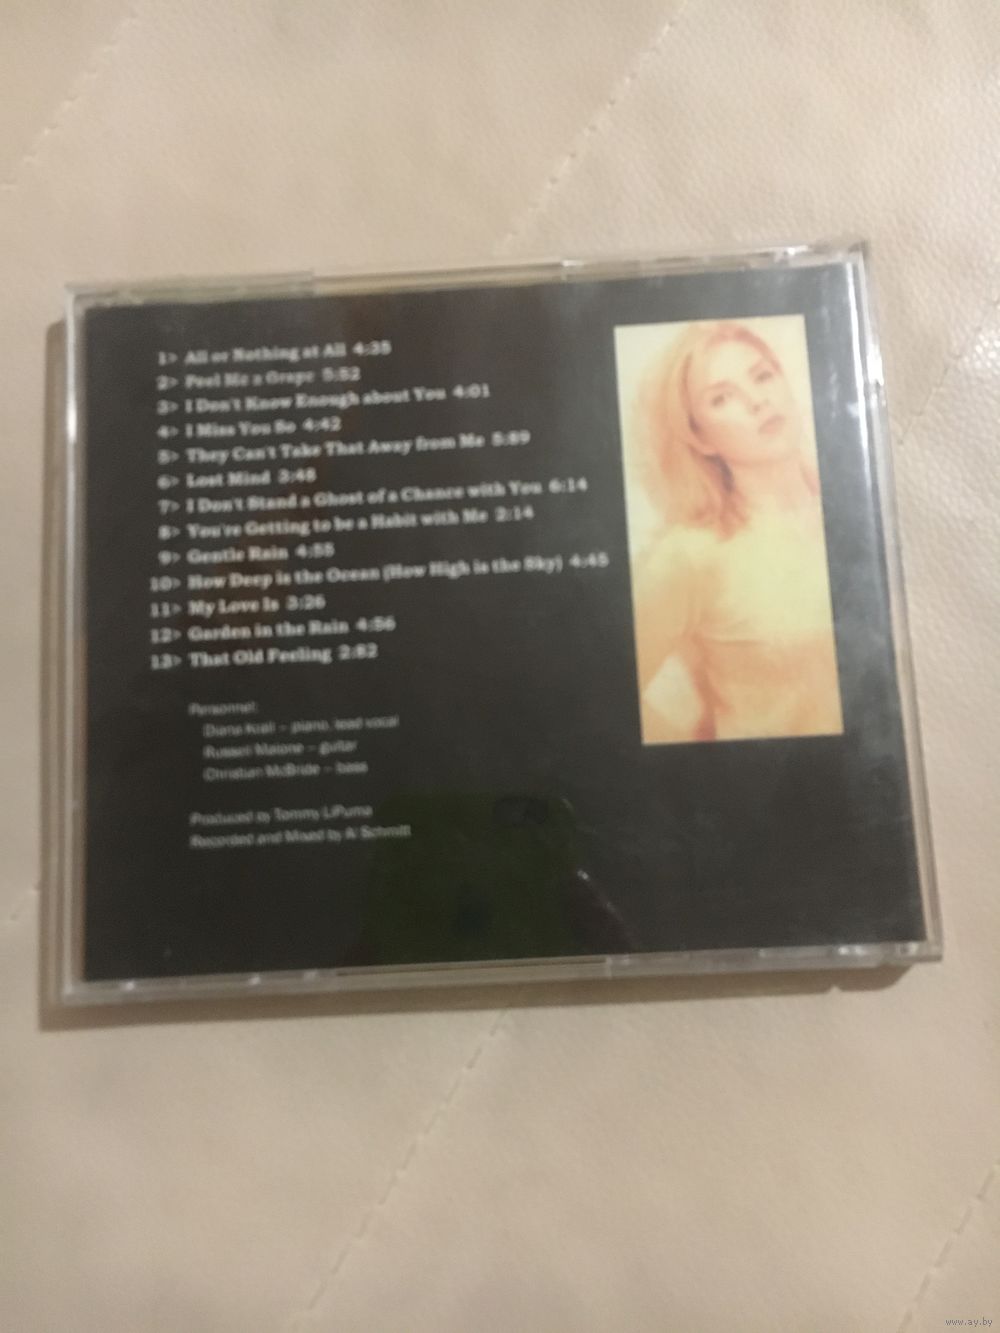 1> All or Nothing at All 4:35
2> Peel Me a Grape 5:52
3> I Don't Know Enough about You 4:01
4> I Miss You So 4:42
5> They Can't Take That Away from Me 5:39
6> Lost Mind 3:48
7> I Don't Stand a Ghost of a Chance with You 6:14
8> You're Getting to be a Habit with Me 2:14
9> Gentle Rain 4:55
10> How Deep is the Ocean (How High is the Sky) 4:45
11> My Love Is 3:26
12> Garden in the Rain 4:56
13> That Old Feeling 2:52
Personnel:
Diana Krall – piano, lead vocal
Russell Malone – guitar
Christian McBride – bass
Produced by Tommy LiPuma
Recorded and Mixed by Al Schmitt
www.ay.by